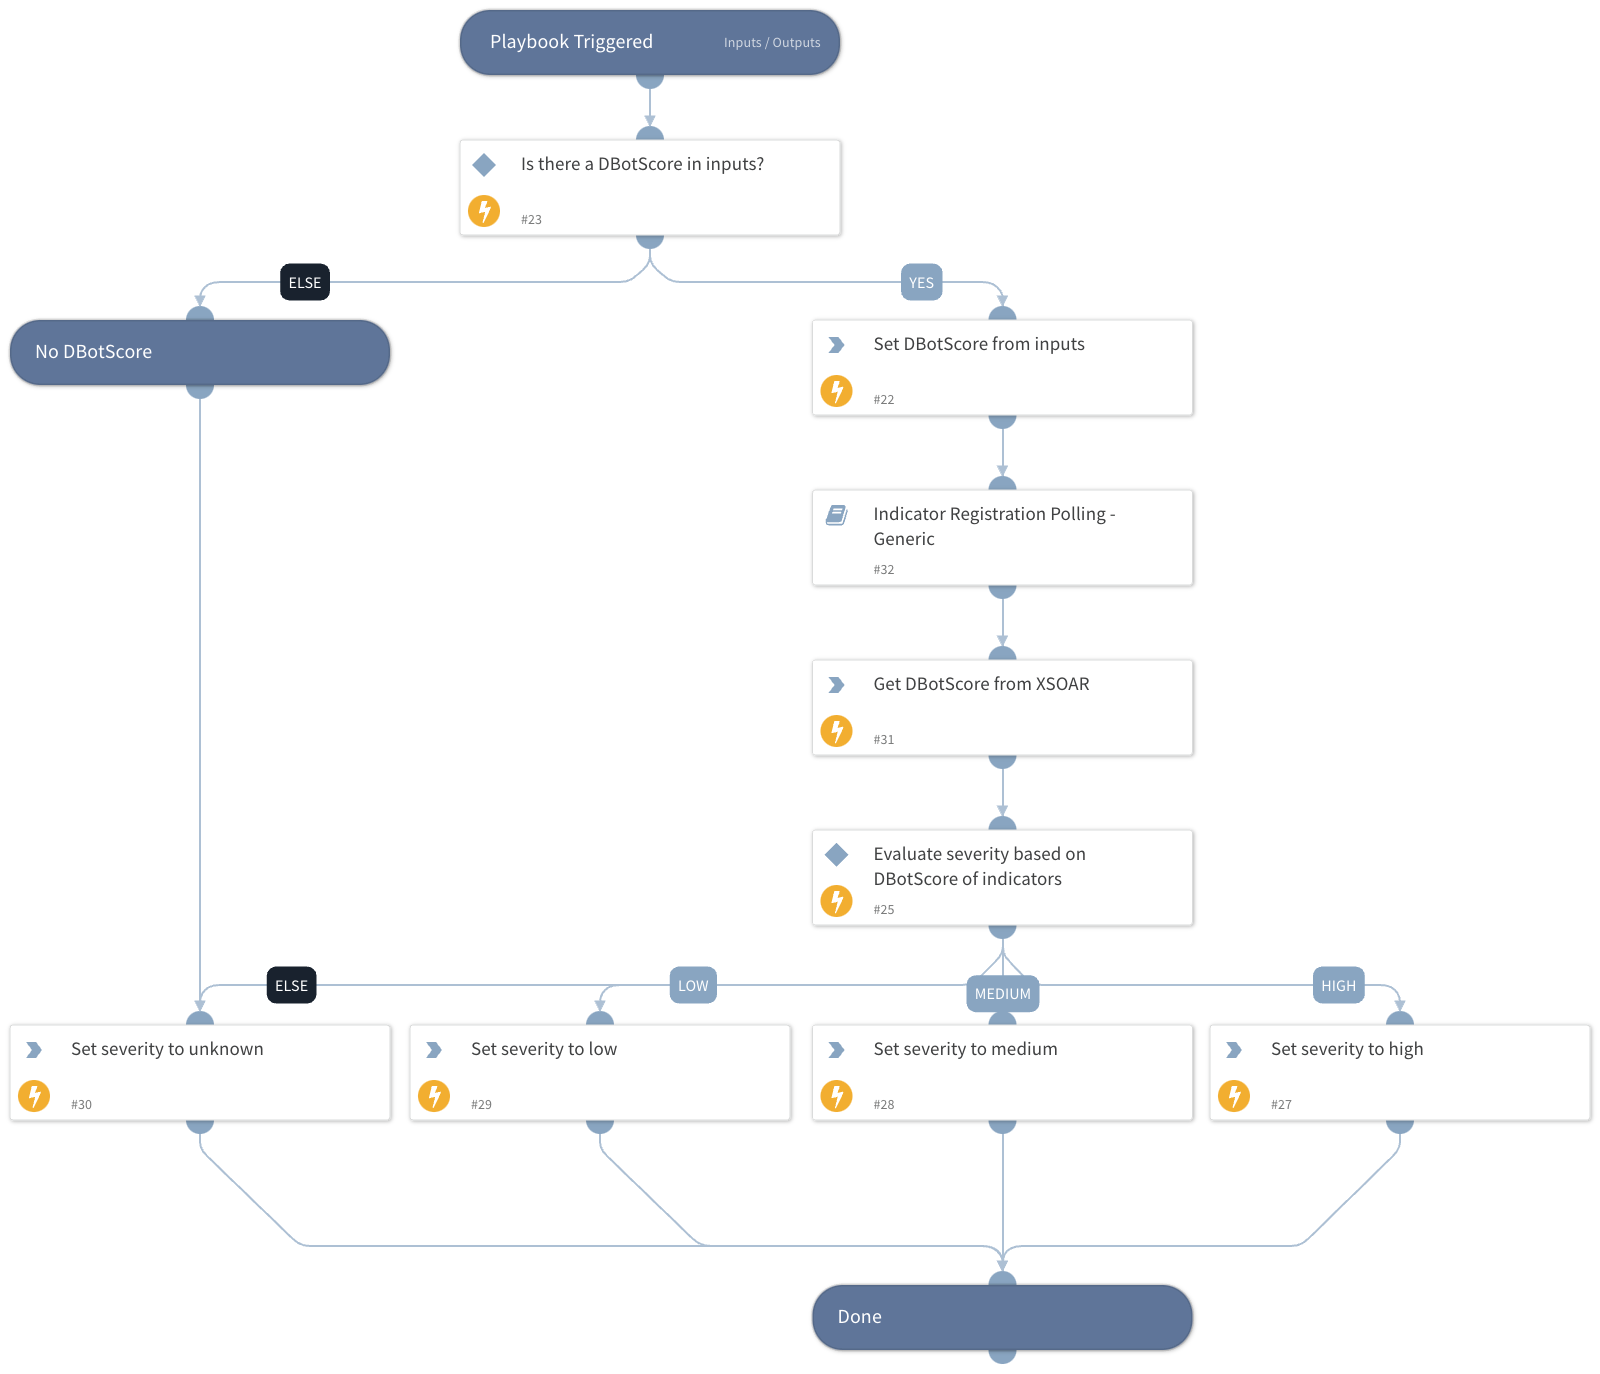 Playbook Triggered
Inputs / Outputs
Is there a DBotScore in inputs?
#23
ELSE
YES
No DBotScore
Set DBotScore from inputs
#22
Indicator Registration Polling -
Generic
#32
Get DBotScore from XSOAR
#31
Evaluate severity based on
DBotScore of indicators
#25
ELSE
LOW
MEDIUM
HIGH
Set severity to unknown
#30
Set severity to low
#29
Set severity to medium
#28
Set severity to high
#27
Done